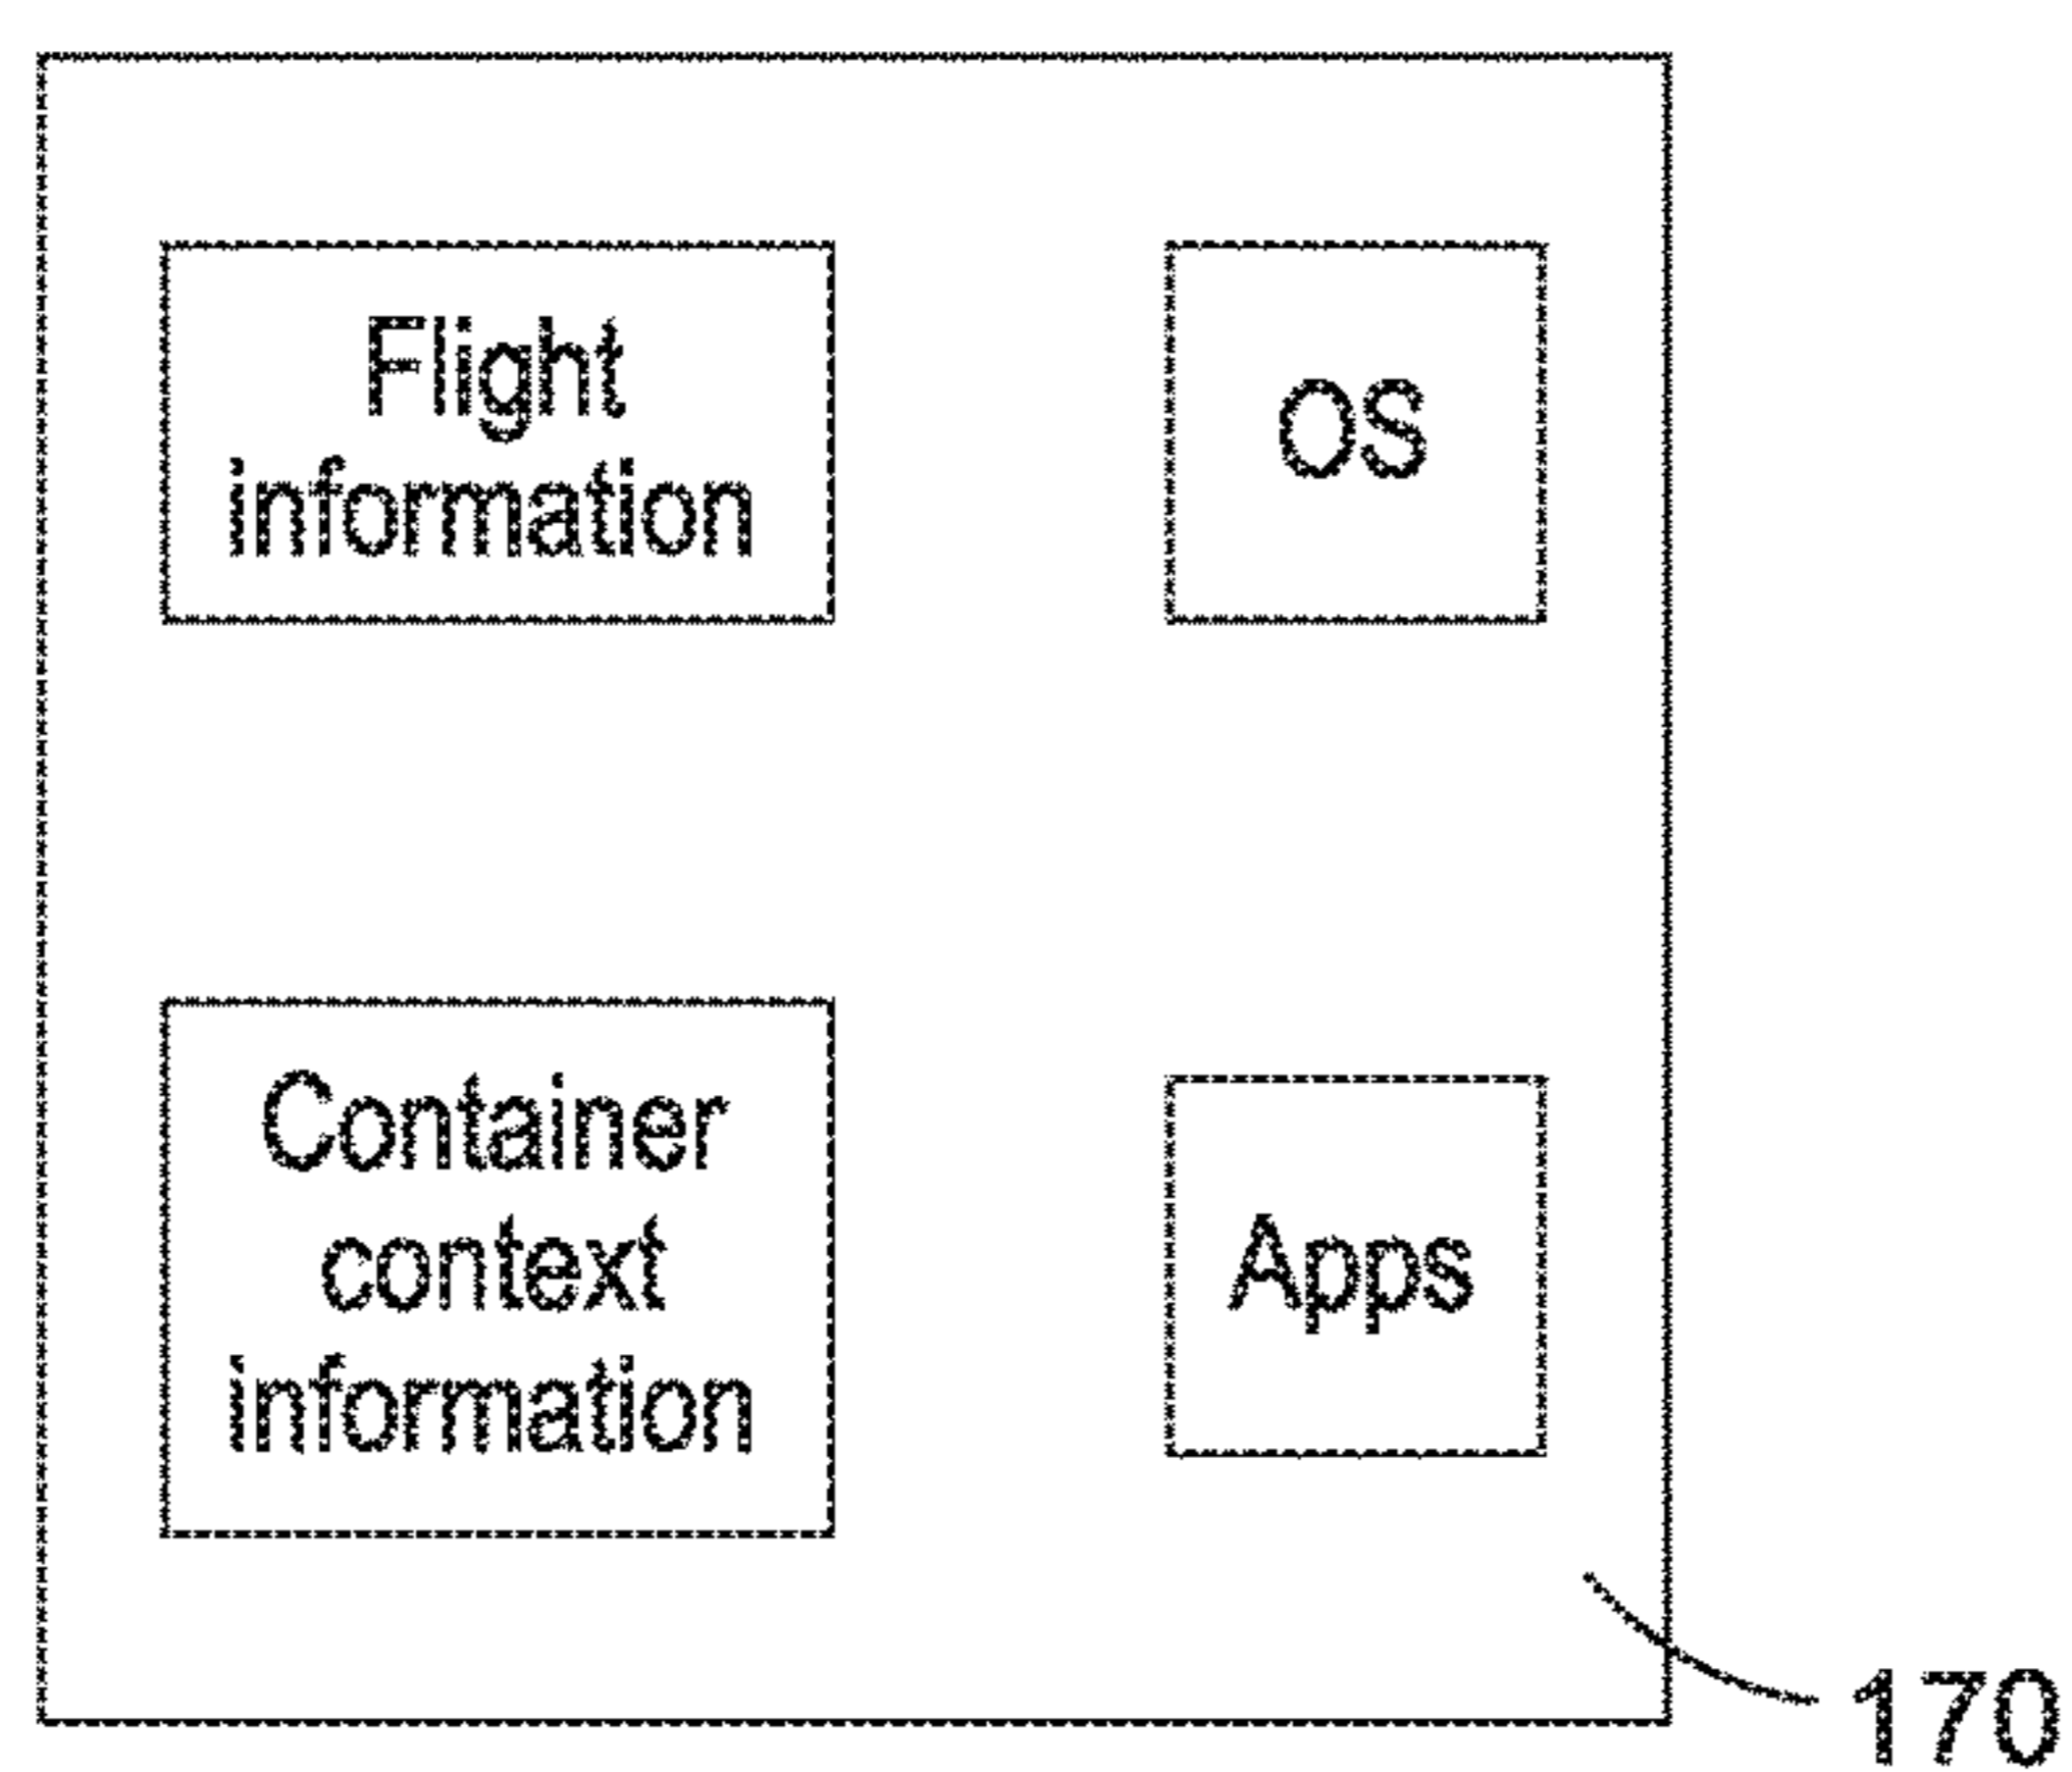 Flight
information
OS
Container
context
information
Apps
170